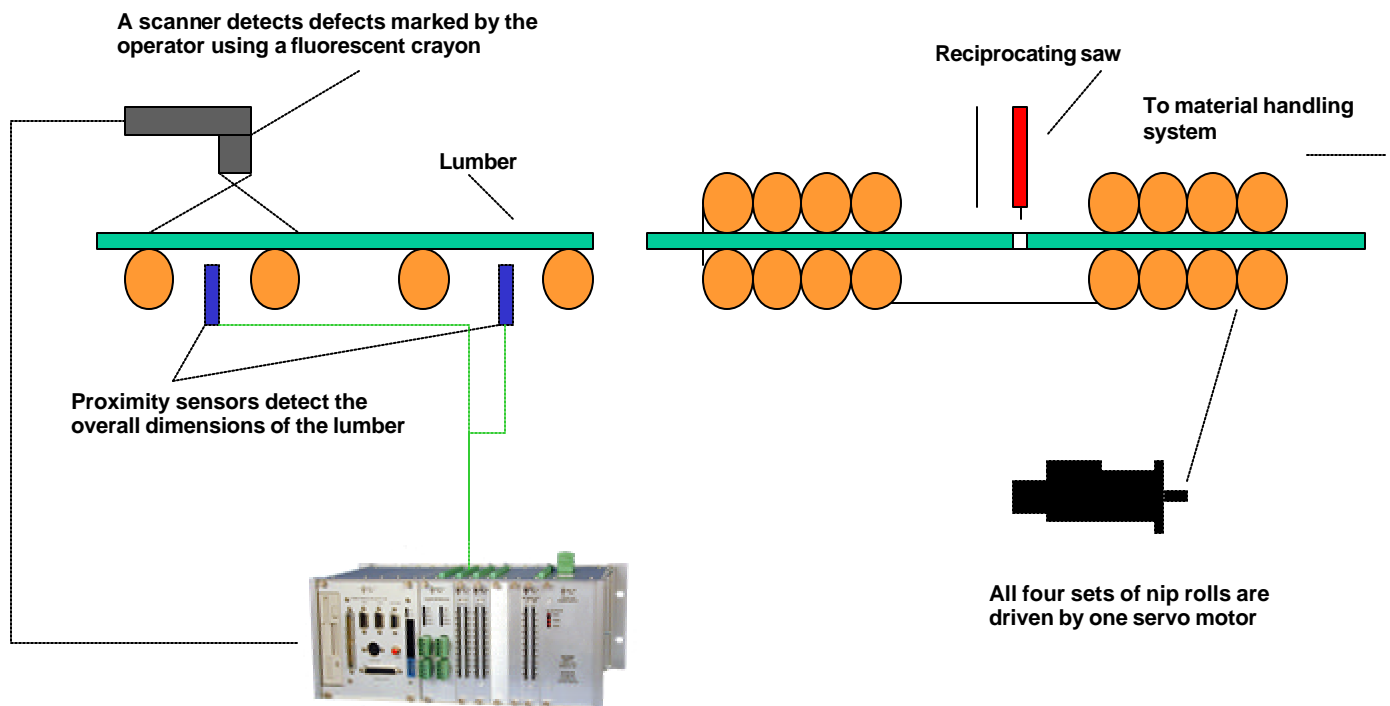 A scanner detects defects marked by the
operator using a fluorescent crayon
Reciprocating saw
To material handling
system
Lumber
Proximity sensors detect the
overall dimensions of the lumber
All four sets of nip rolls are
driven by one servo motor